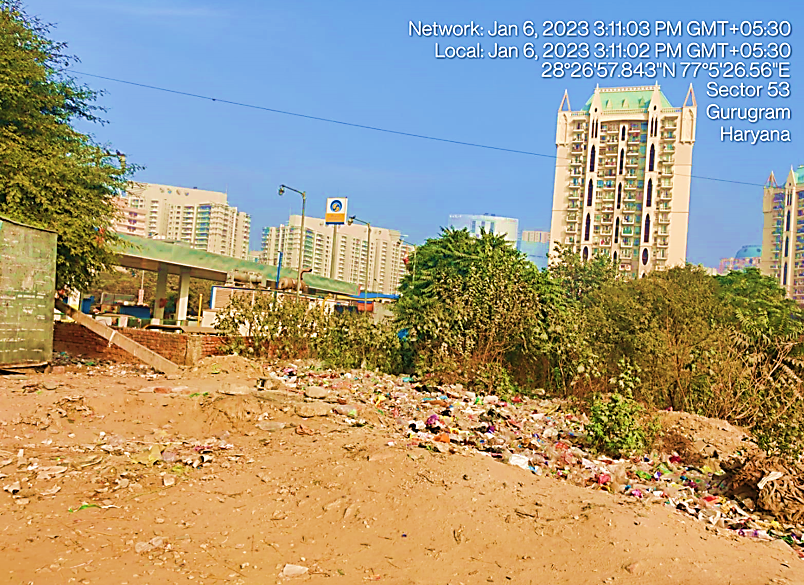 Network: Jan 6, 2023 3:11:03 PM GMT+05:30
Local: Jan 6, 2023 3:11:02 PM GMT+05:30
28°26'57.843"N 77°5'26.56"E
Sector 53
Gurugram
Haryana